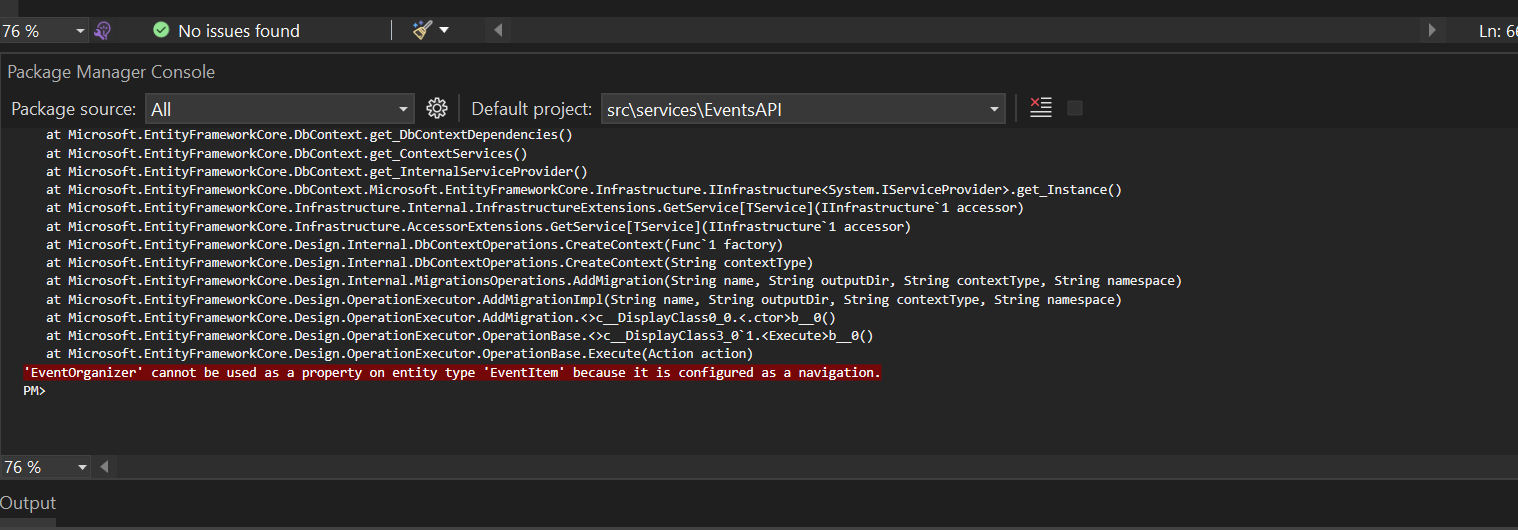 76 %
No issues found
Ln: 66
Package Manager Console
Package source: All
Default project: src\services\EventsAPI
at Microsoft.EntityFrameworkCore.DbContext.get_DbContextDependencies()
at Microsoft.EntityFrameworkCore.DbContext.get_ContextServices()
at Microsoft.EntityFrameworkCore.DbContext.get_InternalServiceProvider()
at Microsoft.EntityFrameworkCore.DbContext.Microsoft.EntityFrameworkCore.Infrastructure.IInfrastructure<System.IServiceProvider>.get_Instance()
at Microsoft.EntityFrameworkCore.Infrastructure.Internal.InfrastructureExtensions.GetService[TService](IInfrastructure`1 accessor)
at Microsoft.EntityFrameworkCore.Infrastructure.AccessorExtensions.GetService[TService](IInfrastructure`1 accessor)
at Microsoft.EntityFrameworkCore.Design.Internal.DbContextOperations.CreateContext(Func`1 factory)
at Microsoft.EntityFrameworkCore.Design.Internal.DbContextOperations.CreateContext(String contextType)
at Microsoft.EntityFrameworkCore.Design.Internal.MigrationsOperations.AddMigration(String name, String outputDir, String contextType, String namespace)
at Microsoft.EntityFrameworkCore.Design.OperationExecutor.AddMigrationImpl(String name, String outputDir, String contextType, String namespace)
at Microsoft.EntityFrameworkCore.Design.OperationExecutor.AddMigration.<>c__DisplayClass0_0.<.ctor>b__0()
at Microsoft.EntityFrameworkCore.Design.OperationExecutor.OperationBase.<>c__DisplayClass3_0`1.<Execute>b__0()
at Microsoft.EntityFrameworkCore.Design.OperationExecutor.OperationBase.Execute(Action action)
'EventOrganizer' cannot be used as a property on entity type 'EventItem' because it is configured as a navigation.
PM>
76 %
Output